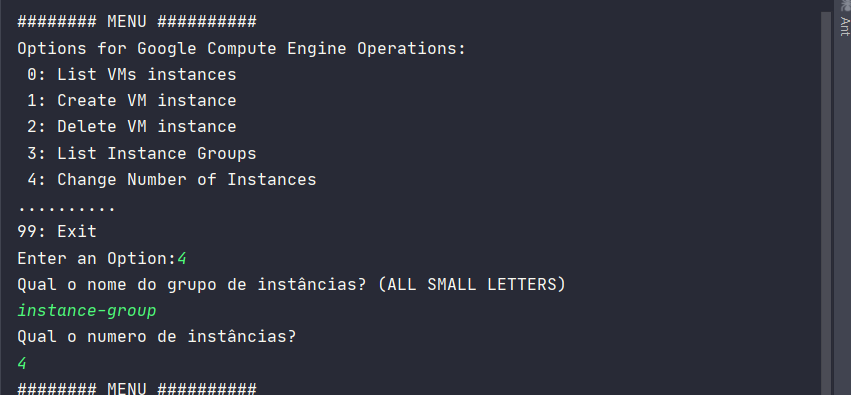 ######## MENU ##########
Options for Google Compute Engine Operations:
 0: List VMs instances
 1: Create VM instance
 2: Delete VM instance
 3: List Instance Groups
 4: Change Number of Instances
..........
99: Exit
Enter an Option:4
Qual o nome do grupo de instâncias? (ALL SMALL LETTERS)
instance-group
Qual o numero de instâncias?
4
######## MENU ##########
Ant